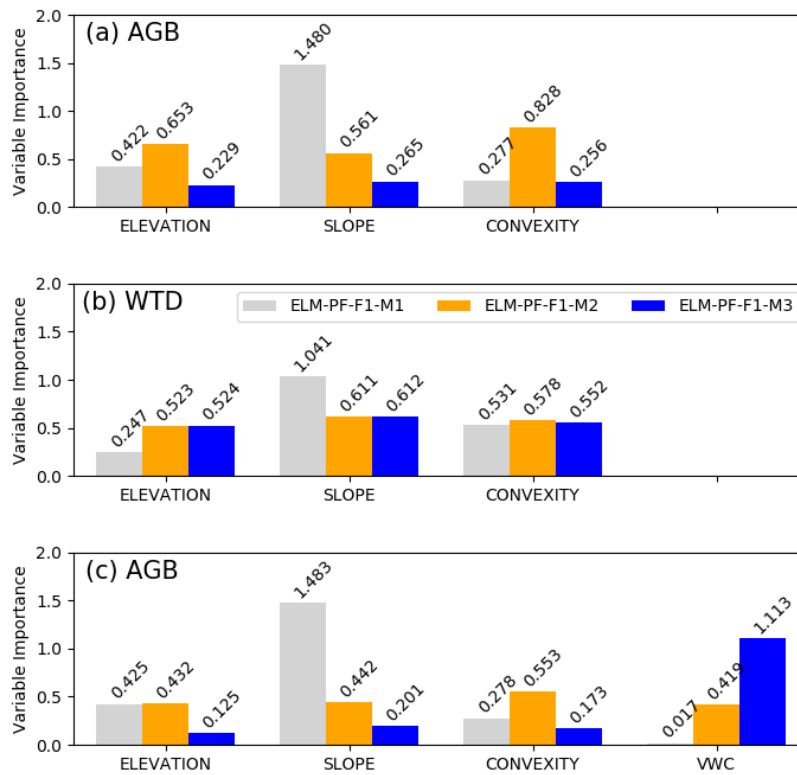 (a) AGB
Variable Importance
2.0
1.5
1.0
0.5
0.0
0.422
0.653
0.229
1.480
0.561
0.265
0.277
0.828
0.256
ELEVATION
SLOPE
CONVEXITY
(b) WTD
ELM-PF-F1-M1
ELM-PF-F1-M2
ELM-PF-F1-M3
Variable Importance
2.0
1.5
1.0
0.5
0.0
0.247
0.523
0.524
1.041
0.611
0.612
0.531
0.578
0.552
ELEVATION
SLOPE
CONVEXITY
(c) AGB
Variable Importance
2.0
1.5
1.0
0.5
0.0
0.425
0.432
0.125
1.483
0.442
0.201
0.278
0.553
0.173
0.017
0.419
1.113
ELEVATION
SLOPE
CONVEXITY
VWC